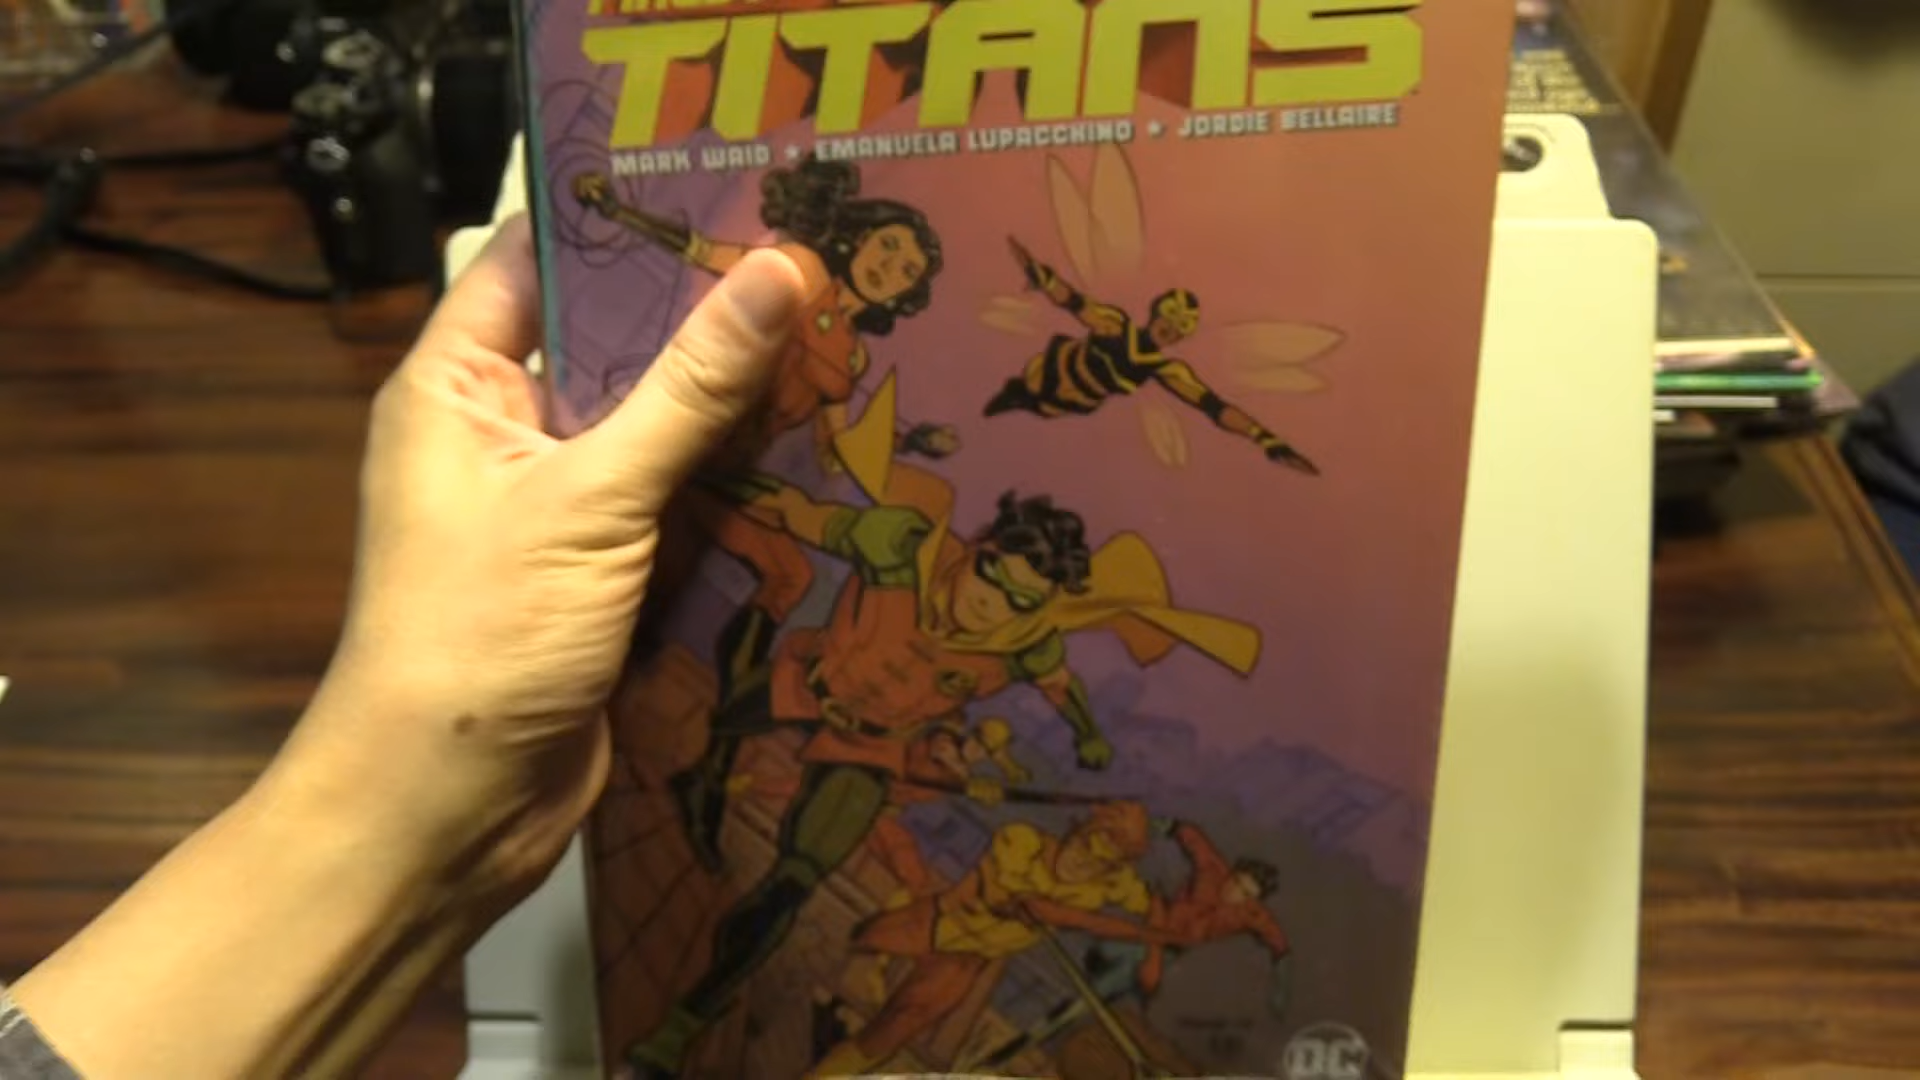 TITANS
MARK WAID ★ EMANUELA LUPACCHINO ★ JORDIE BELLAIRE
DC